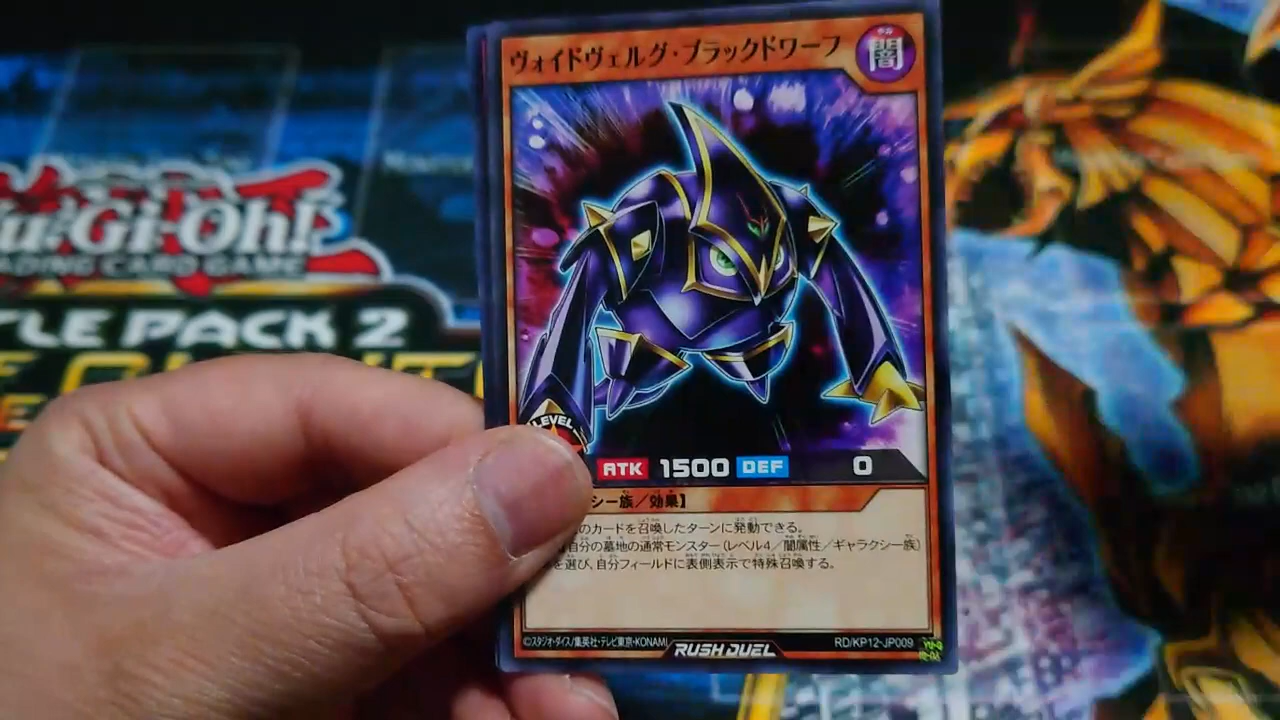 ヴォイドヴェルグ・ブラックドワーフ
闇
u-Gi-Oh!
ADING CARD GAME
TLE PACK 2
LEVEL
ATK 1500 DEF 0
シー族/効果】
のカードを召喚したターンに発動できる。
自分の墓地の通常モンスター(レベル4/闇属性/ギャラクシー族)
を選び、自分フィールドに表側表示で特殊召喚する。
©スタジオ・ダイス/集英社・テレビ東京・KONAMI
RUSH DUEL
RD/KP12-JP009